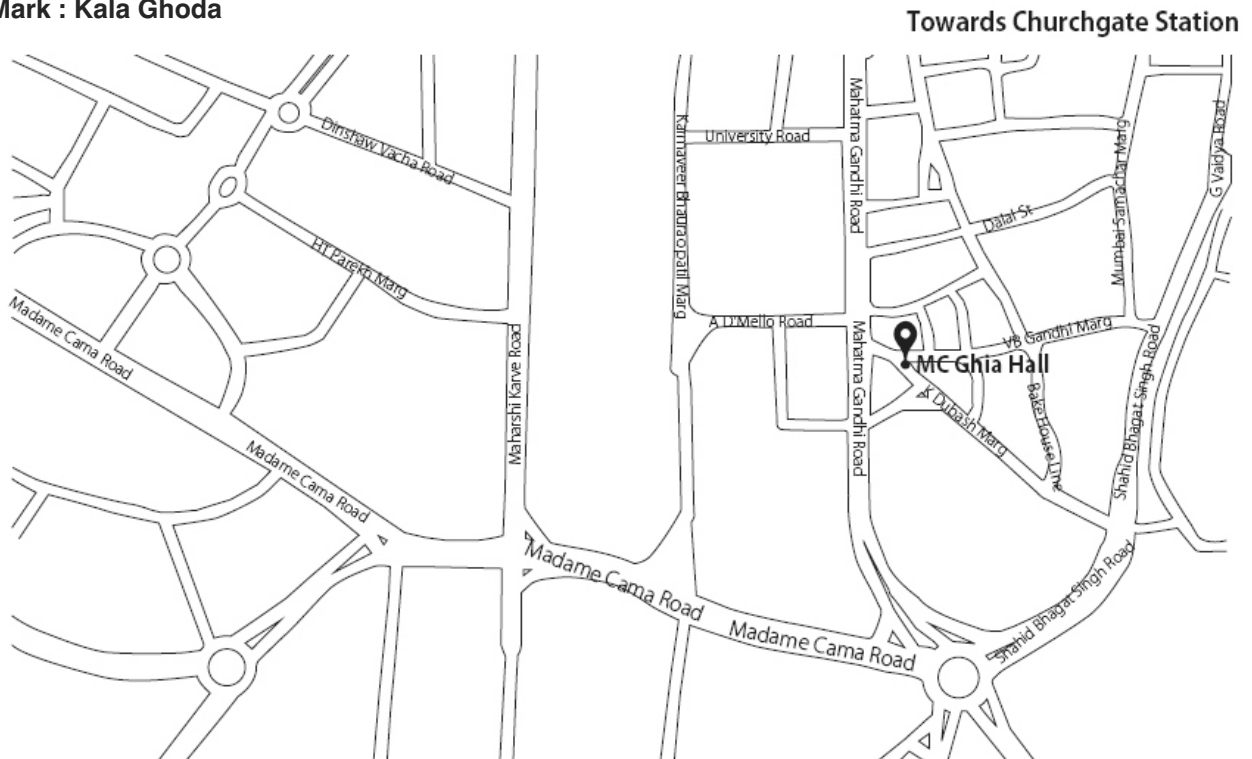 Mark : Kala Ghoda
Towards Churchgate Station
Dinshaw Vacha Road
University Road
Karmaveer Bhaurao patil Marg
Mahatma Gandhi Road
Mumbai Samachar Marg
G Vaidya Road
Dalal St
HT Parekh Marg
Madame Cama Road
A D'Mello Road
VB Gandhi Marg
MC Ghia Hall
Maharshi Karve Road
Mahatma Gandhi Road
K Dubash Marg
Bake House Line
Shahid Bhagat Singh Road
Madame Cama Road
Madame Cama Road
Shahid Bhagat Singh Road
Madame Cama Road